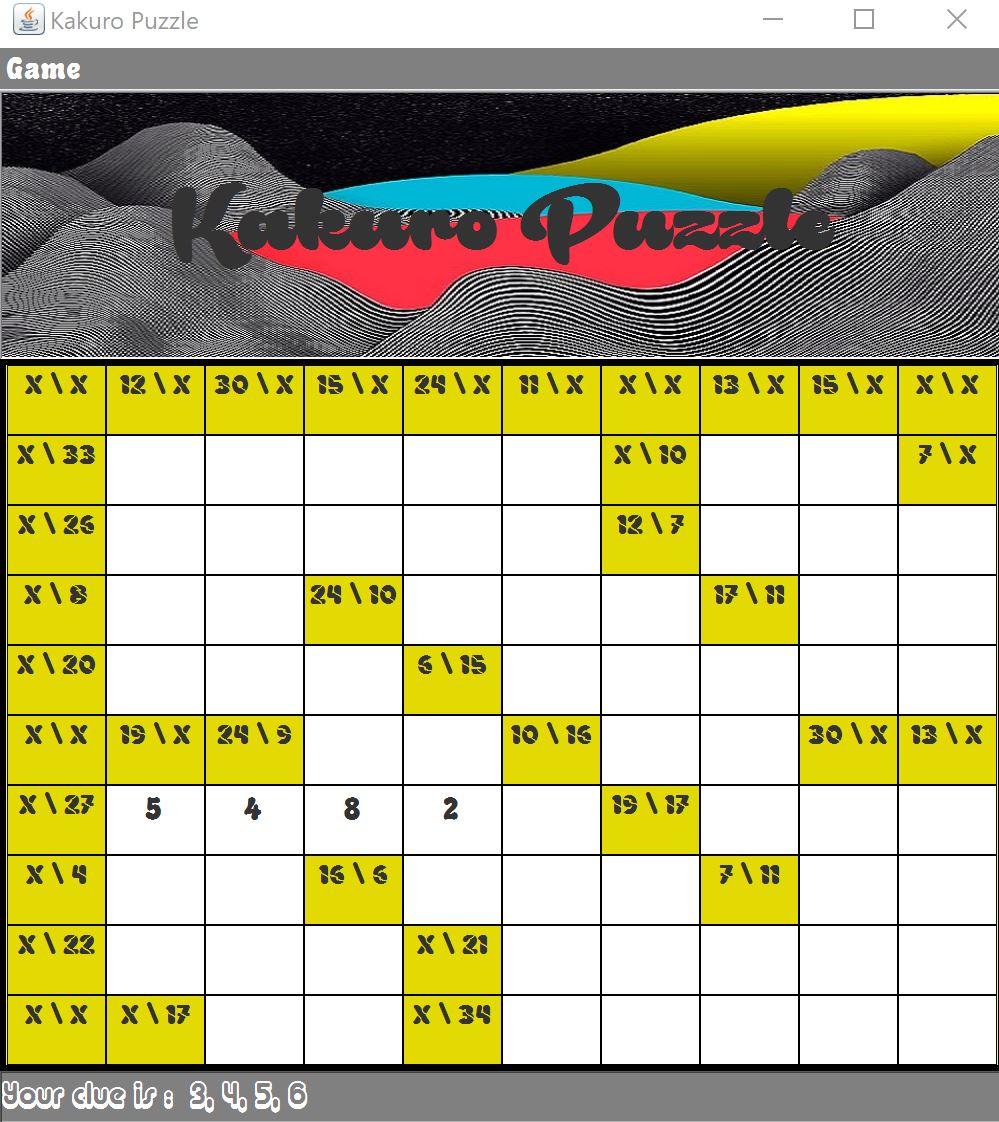 Kakuro Puzzle
Game
Kakuro Puzzle
X \ X 12 \ X 30 \ X 15 \ X 24 \ X 11 \ X X \ X 13 \ X 15 \ X X \ X
X \ 33 X \ 10 7 \ X
X \ 26 12 \ 7
X \ 8 24 \ 10 17 \ 11
X \ 20 6 \ 15
X \ X 19 \ X 24 \ 9 10 \ 16 30 \ X 13 \ X
X \ 27 5 4 8 2 19 \ 17
X \ 4 16 \ 6 7 \ 11
X \ 22 X \ 21
X \ X X \ 17 X \ 34
Your clue is : 3, 4, 5, 6